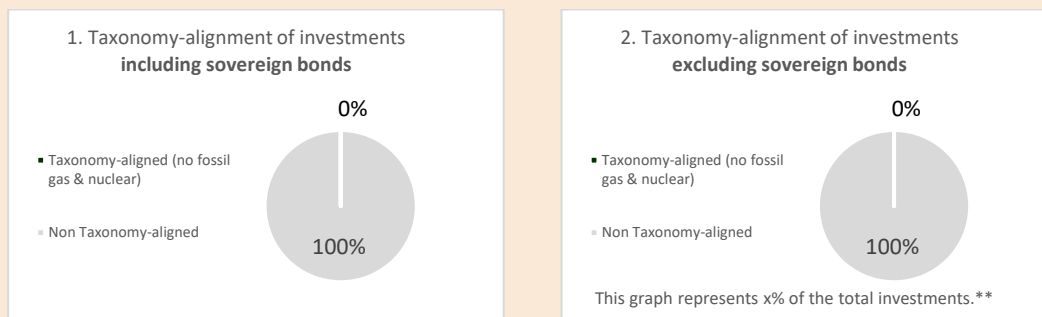 1. Taxonomy-alignment of investments
including sovereign bonds
0%
Taxonomy-aligned (no fossil
gas & nuclear)
Non Taxonomy-aligned
100%
2. Taxonomy-alignment of investments
excluding sovereign bonds
0%
Taxonomy-aligned (no fossil
gas & nuclear)
Non Taxonomy-aligned
100%
This graph represents x% of the total investments.**